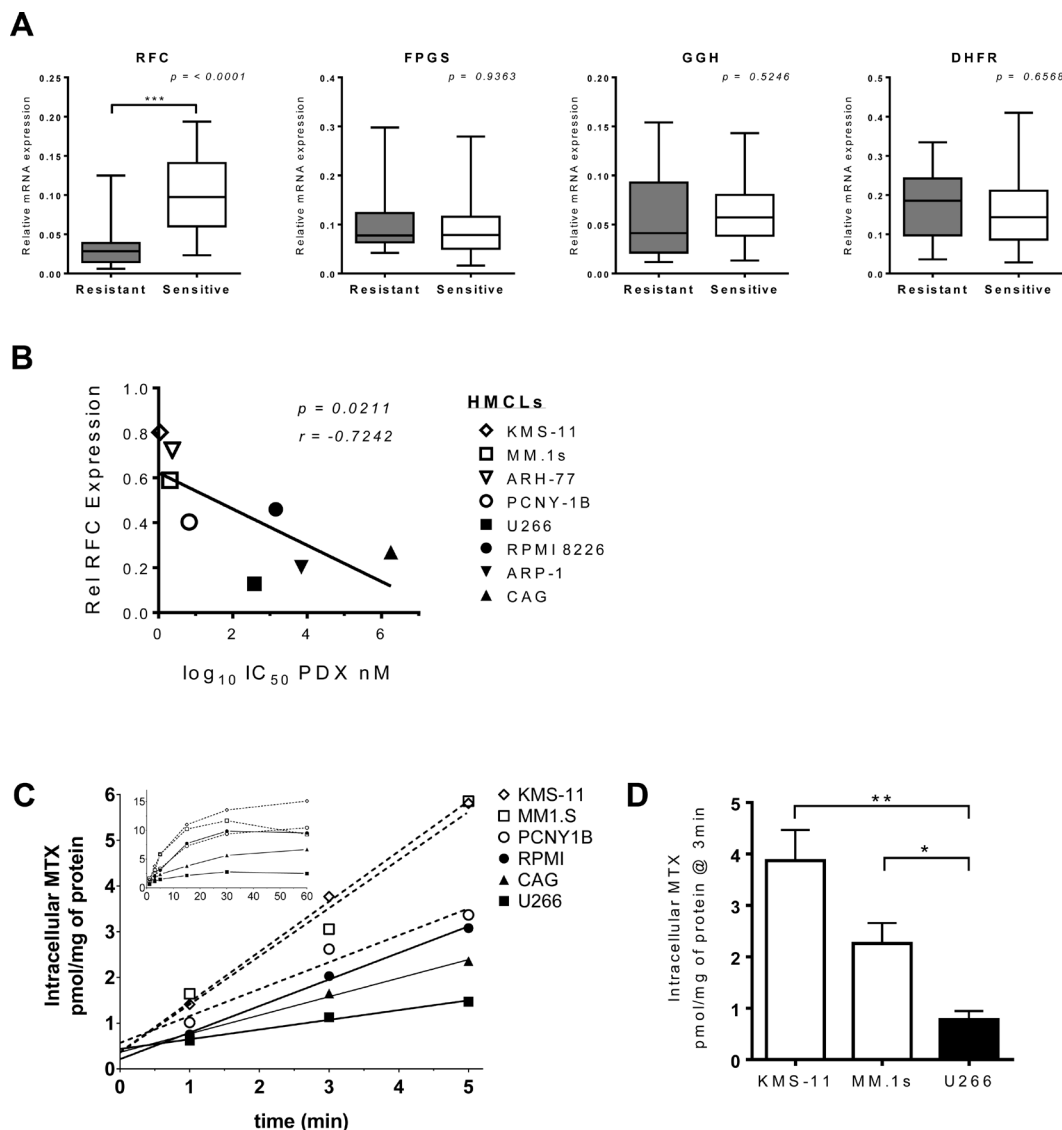 A
RFC
p = < 0.0001
***
Relative mRNA expression
0.25
0.20
0.15
0.10
0.05
0.00
Resistant Sensitive
FPGS
p = 0.9363
Relative mRNA expression
0.4
0.3
0.2
0.1
0.0
Resistant Sensitive
GGH
p = 0.5246
Relative mRNA expression
0.20
0.15
0.10
0.05
0.00
Resistant Sensitive
DHFR
p = 0.6568
Relative mRNA expression
0.5
0.4
0.3
0.2
0.1
0.0
Resistant Sensitive
B
Rel RFC Expression
1.0
0.8
0.6
0.4
0.2
0.0
0 2 4 6
log10 IC50 PDX nM
p = 0.0211
r = -0.7242
HMCLs
KMS-11
MM.1s
ARH-77
PCNY-1B
U266
RPMI 8226
ARP-1
CAG
C
Intracellular MTX
pmol/mg of protein
6
5
4
3
2
1
0
0 1 2 3 4 5
time (min)
15
10
5
0
0 10 20 30 40 50 60
KMS-11
MM1.S
PCNY1B
RPMI
CAG
U266
D
Intracellular MTX
pmol/mg of protein @ 3min
5
4
3
2
1
0
**
*
KMS-11 MM.1s U266